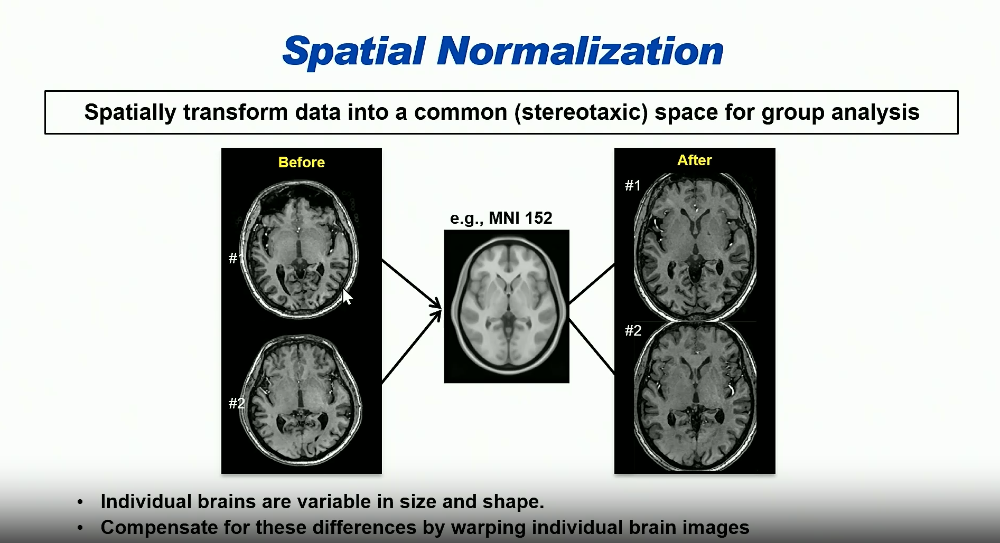 Spatial Normalization
Spatially transform data into a common (stereotaxic) space for group analysis
Before
#1
#2
e.g., MNI 152
After
#1
#2
• Individual brains are variable in size and shape.
• Compensate for these differences by warping individual brain images